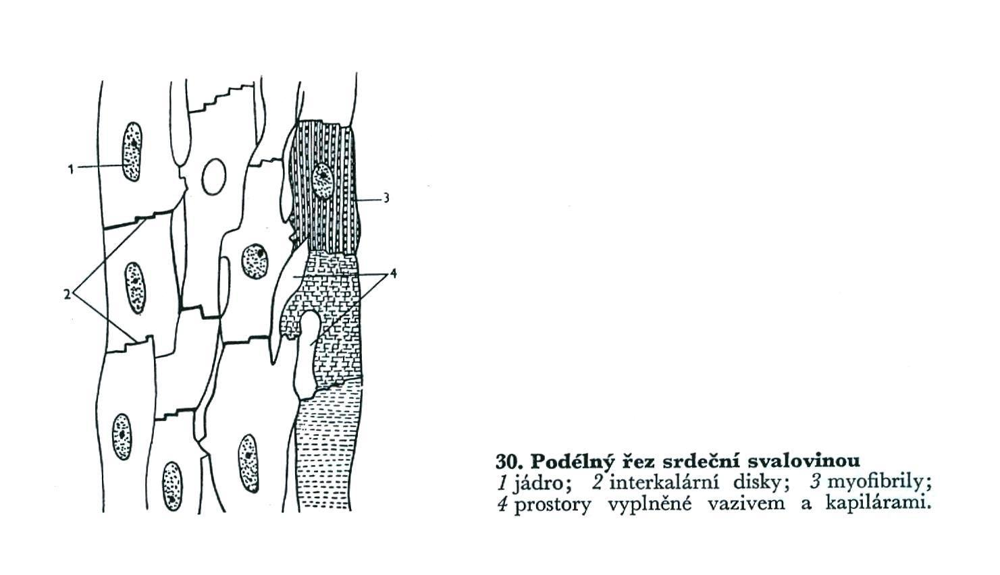 1
2
3
4
30. Podélný řez srdeční svalovinou
1 jádro; 2 interkalární disky; 3 myofibrily;
4 prostory vyplněné vazivem a kapilárami.